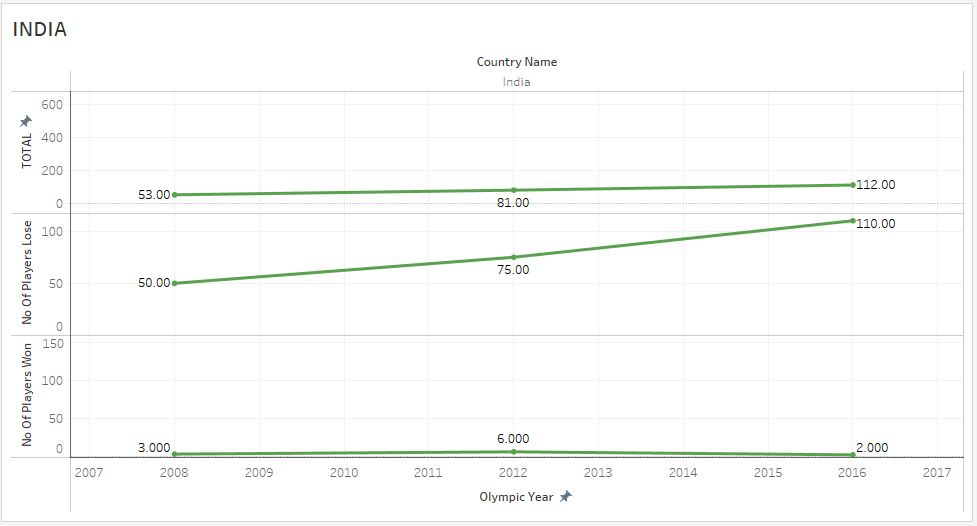 INDIA
Country Name
India
TOTAL
600
400
200
0
53.00
81.00
112.00
No Of Players Lose
100
50
0
50.00
75.00
110.00
No Of Players Won
150
100
50
0
3.000
6.000
2.000
2007 2008 2009 2010 2011 2012 2013 2014 2015 2016 2017
Olympic Year